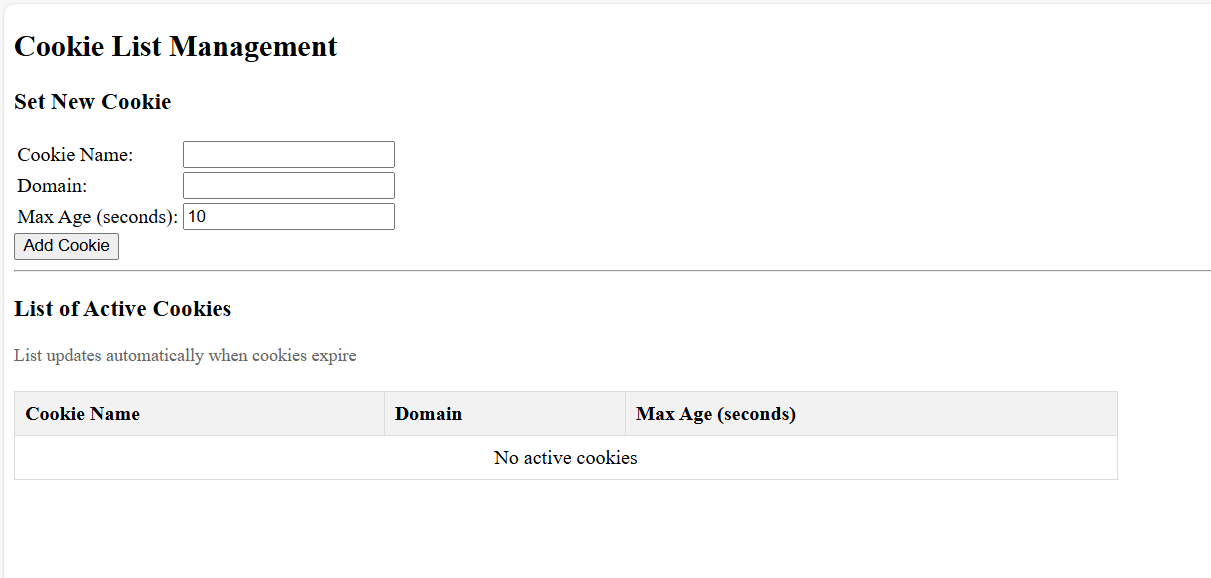 Cookie List Management
Set New Cookie
Cookie Name:
Domain:
Max Age (seconds): 10
Add Cookie
List of Active Cookies
List updates automatically when cookies expire
Cookie Name Domain Max Age (seconds)
No active cookies